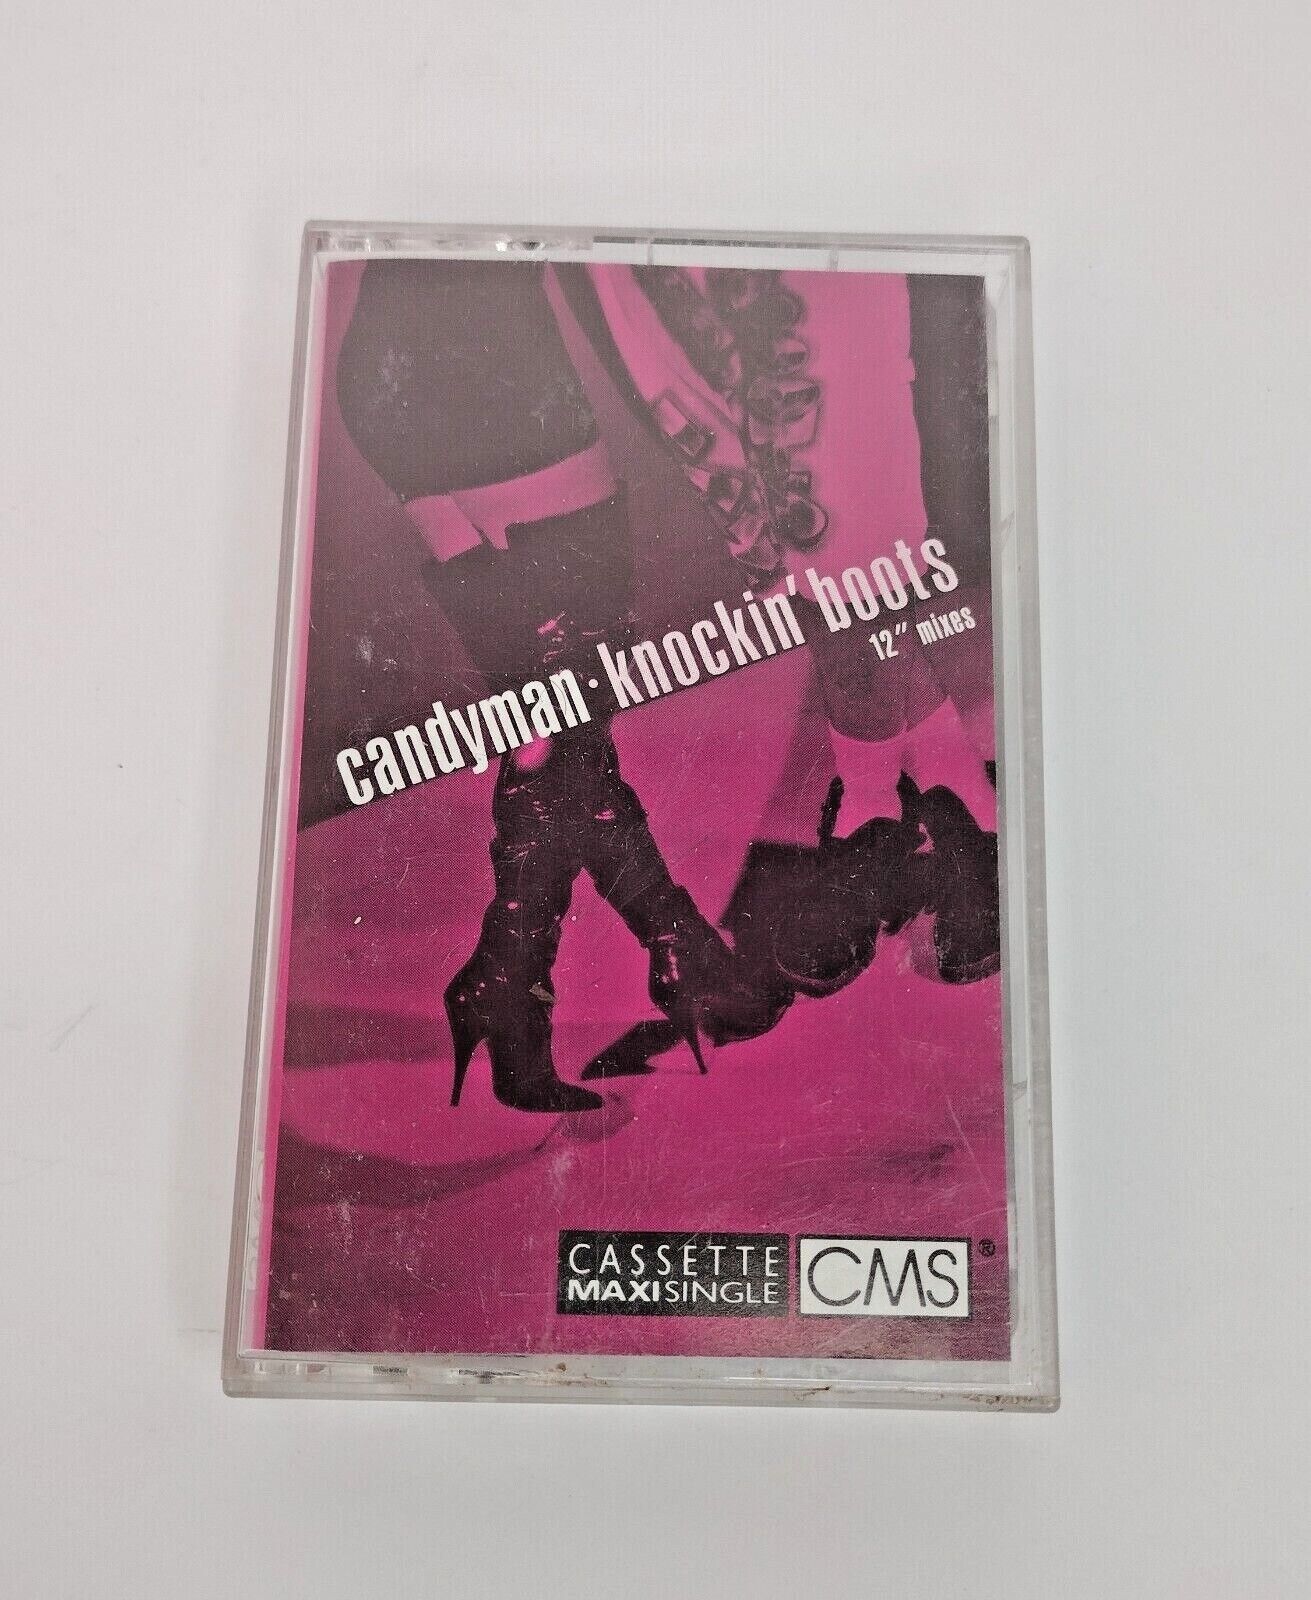 candyman · knockin' boots
12" mixes
CASSETTE
MAXISINGLE
CMS®